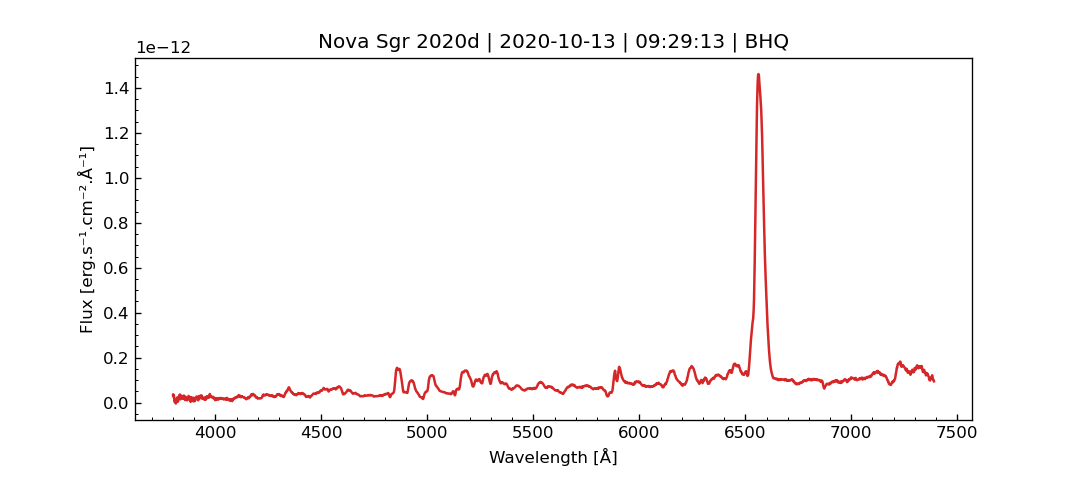 Nova Sgr 2020d | 2020-10-13 | 09:29:13 | BHQ
1e−12
1.4
1.2
1.0
0.8
0.6
0.4
0.2
0.0
Flux [erg.s⁻¹.cm⁻².Å⁻¹]
4000 4500 5000 5500 6000 6500 7000 7500
Wavelength [Å]